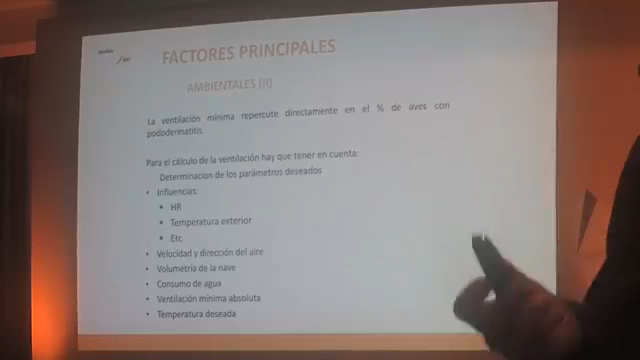 FACTORES PRINCIPALES
AMBIENTALES (II)
La ventilación mínima repercute directamente en el % de aves con
pododermatitis.
Para el cálculo de la ventilación hay que tener en cuenta:
Determinacion de los parámetros deseados
• Influencias:
• HR
• Temperatura exterior
• Etc
• Velocidad y dirección del aire
• Volumetría de la nave
• Consumo de agua
• Ventilación mínima absoluta
• Temperatura deseada